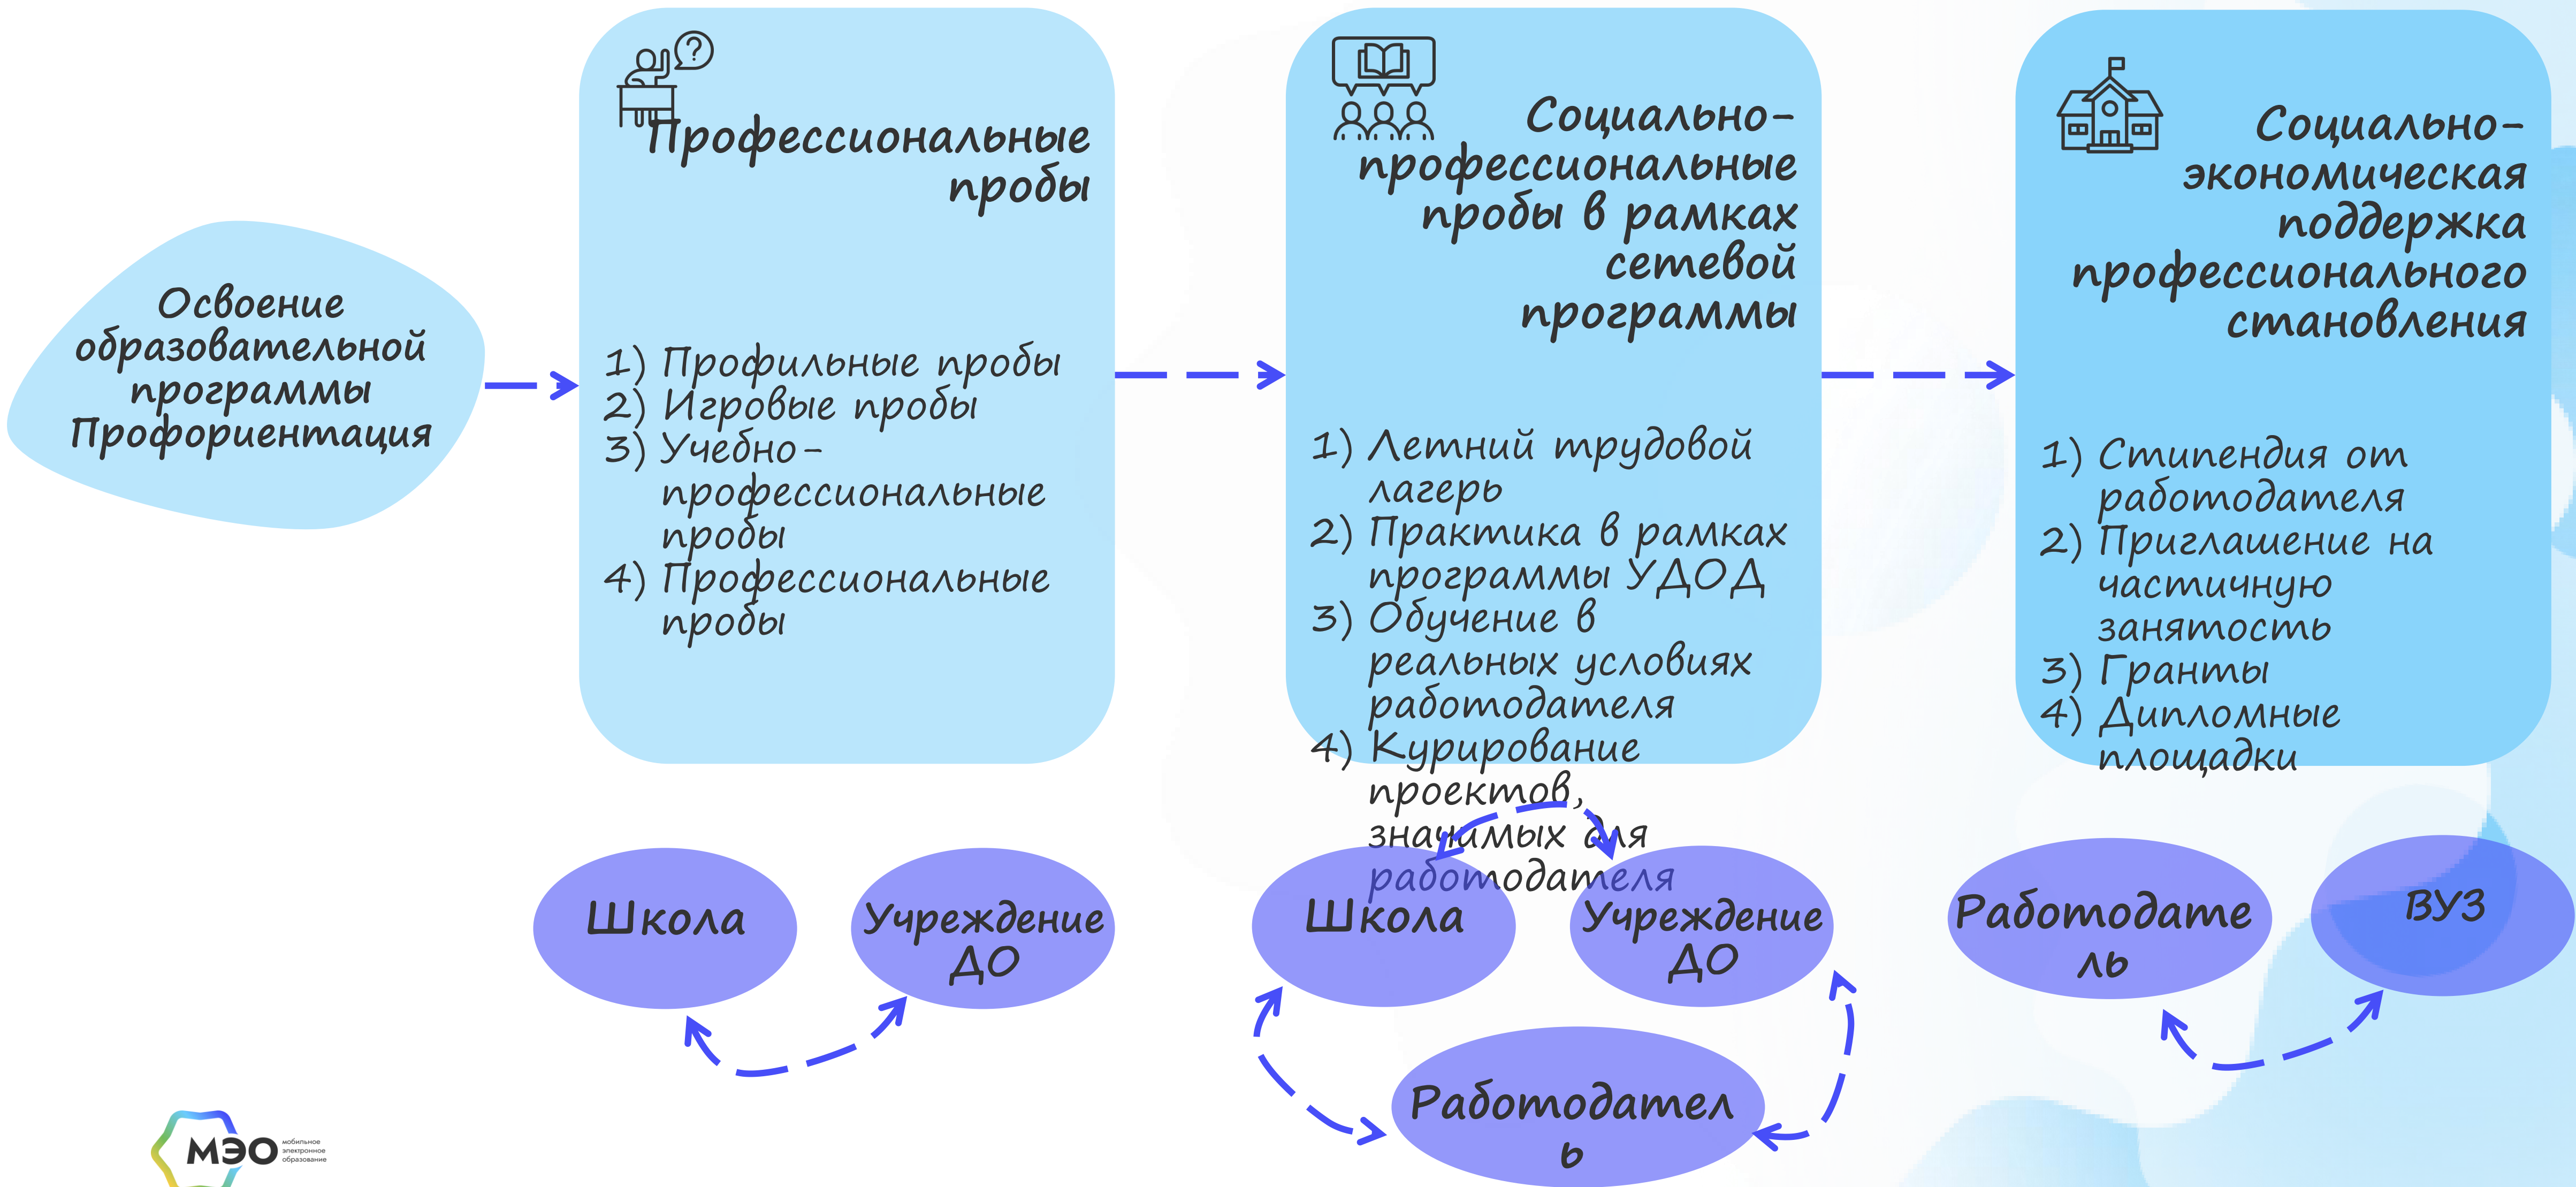 Освоение
образовательной
программы
Профориентация
Профессиональные
пробы
1) Профильные пробы
2) Игровые пробы
3) Учебно-
профессиональные
пробы
4) Профессиональные
пробы
Социально-
профессиональные
пробы в рамках
сетевой
программы
1) Летний трудовой
лагерь
2) Практика в рамках
программы УДОД
3) Обучение в
реальных условиях
работодателя
4) Курирование
проектов,
значимых для
работодателя
Социально-
экономическая
поддержка
профессионального
становления
1) Стипендия от
работодателя
2) Приглашение на
частичную
занятость
3) Гранты
4) Дипломные
площадки
Школа
Учреждение
ДО
Школа
Учреждение
ДО
Работодател
ь
Работодате
ль
ВУЗ
?
МЭО
мобильное
электронное
образование